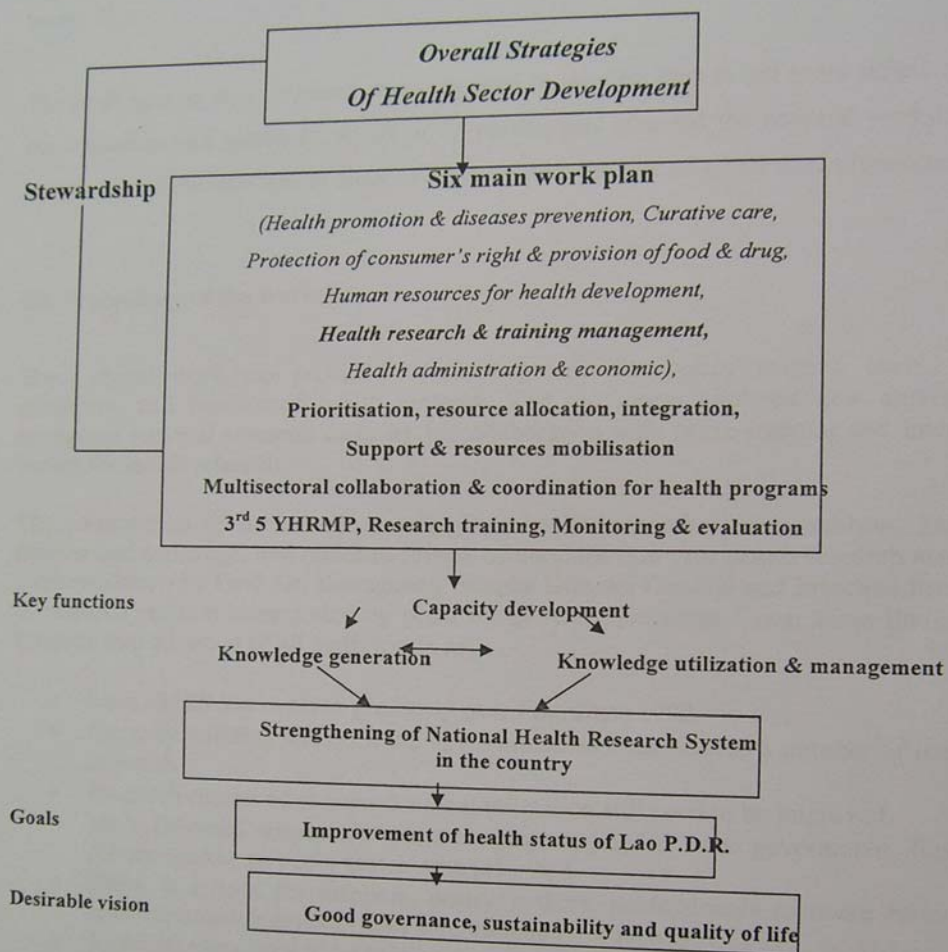 Overall Strategies
Of Health Sector Development
Stewardship
Six main work plan
(Health promotion & diseases prevention, Curative care,
Protection of consumer's right & provision of food & drug,
Human resources for health development,
Health research & training management,
Health administration & economic),
Prioritisation, resource allocation, integration,
Support & resources mobilisation
Multisectoral collaboration & coordination for health programs
3rd 5 YHRMP, Research training, Monitoring & evaluation
Key functions
Capacity development
Knowledge generation
Knowledge utilization & management
Strengthening of National Health Research System
in the country
Goals
Improvement of health status of Lao P.D.R.
Desirable vision
Good governance, sustainability and quality of life